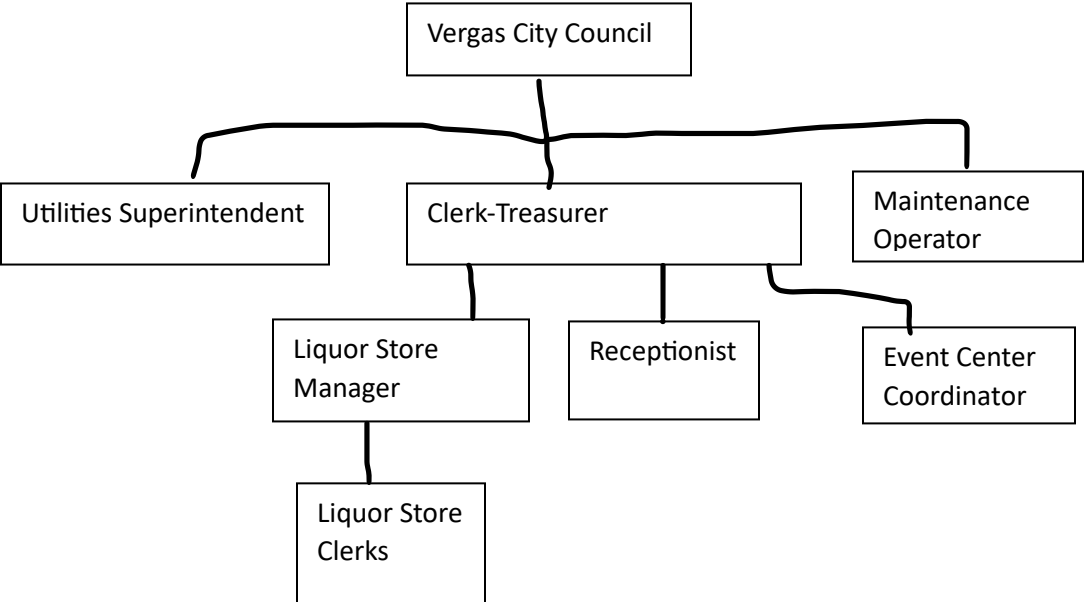 Vergas City Council
Utilities Superintendent
Clerk-Treasurer
Maintenance
Operator
Liquor Store
Manager
Receptionist
Event Center
Coordinator
Liquor Store
Clerks